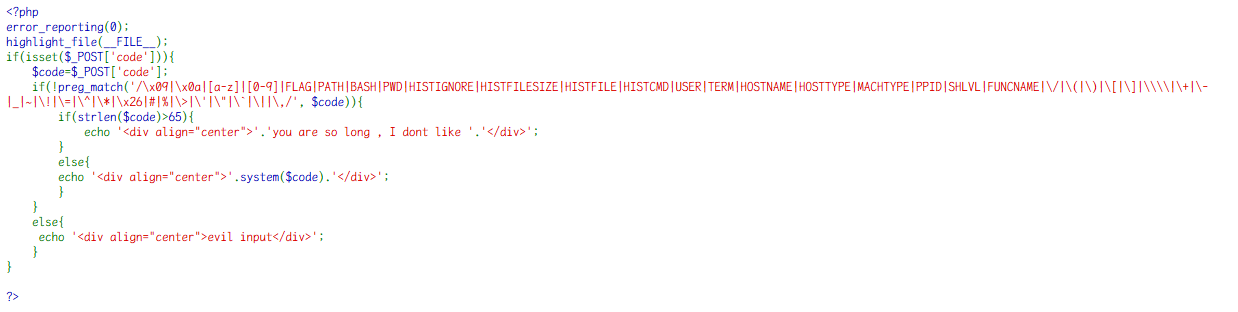 <?php
error_reporting(0);
highlight_file(__FILE__);
if(isset($_POST['code'])){
    $code=$_POST['code'];
    if(!preg_match('/\x09|\x0a|[a-z]|[0-9]|FLAG|PATH|BASH|PWD|HISTIGNORE|HISTFILESIZE|HISTFILE|HISTCMD|USER|TERM|HOSTNAME|HOSTTYPE|MACHTYPE|PPID|SHLVL|FUNCNAME|\/|\(|\)|\[|\]|\\\\|\+|\-
|_|~|\!|\=|\^|\*|\x26|#|%|\>|\'|\"|\`|\||\,/', $code)){
        if(strlen($code)>65){
            echo '<div align="center">'.'you are so long , I dont like '.'</div>';
        }
        else{
        echo '<div align="center">'.system($code).'</div>';
        }
    }
    else{
     echo '<div align="center">evil input</div>';
    }
}
?>